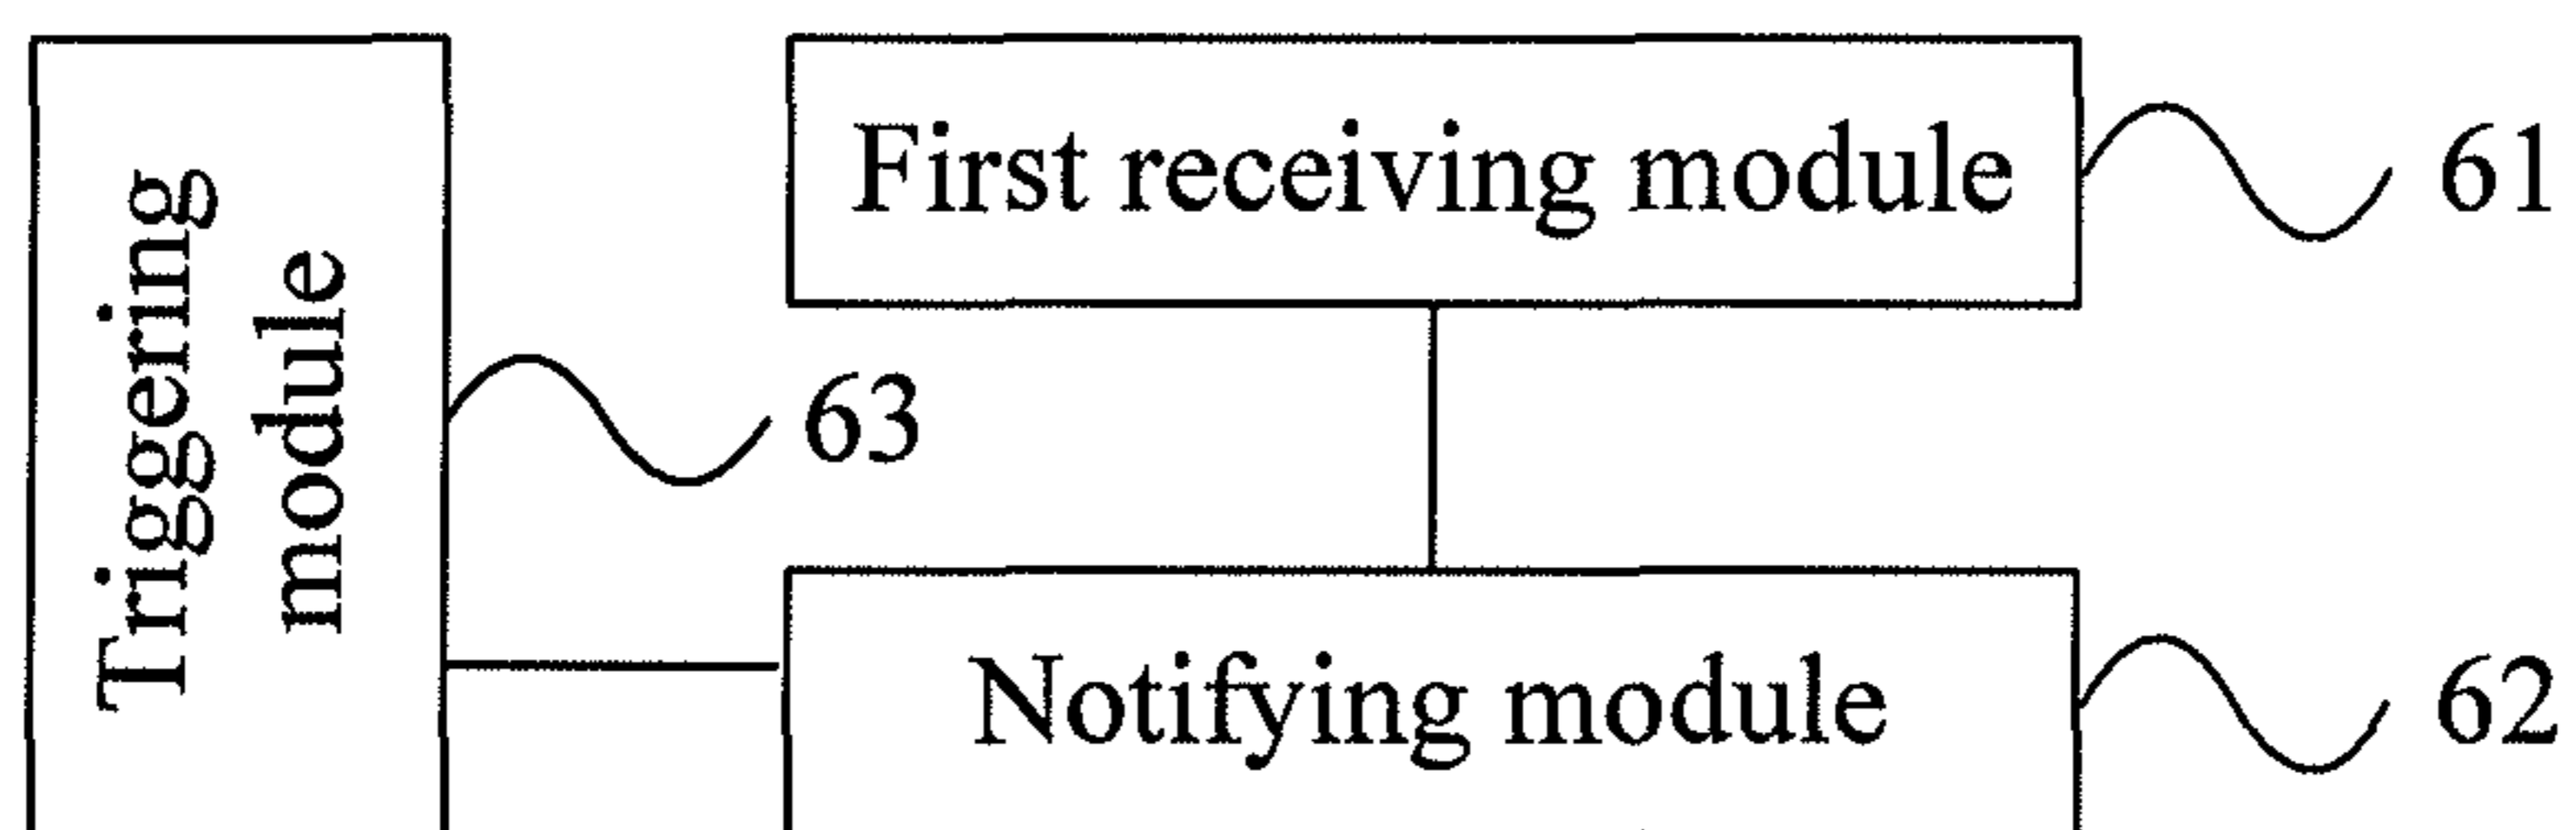 Triggering
module
First receiving module
61
63
Notifying module
62